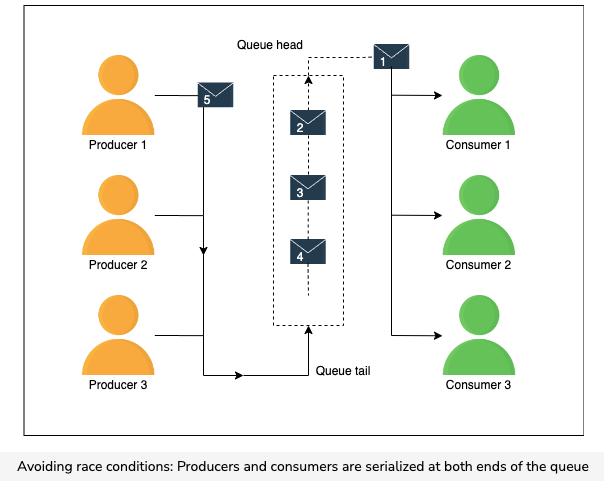 Queue head
1
5
Producer 1
2
Consumer 1
3
Producer 2
4
Consumer 2
Queue tail
Producer 3
Consumer 3
Avoiding race conditions: Producers and consumers are serialized at both ends of the queue